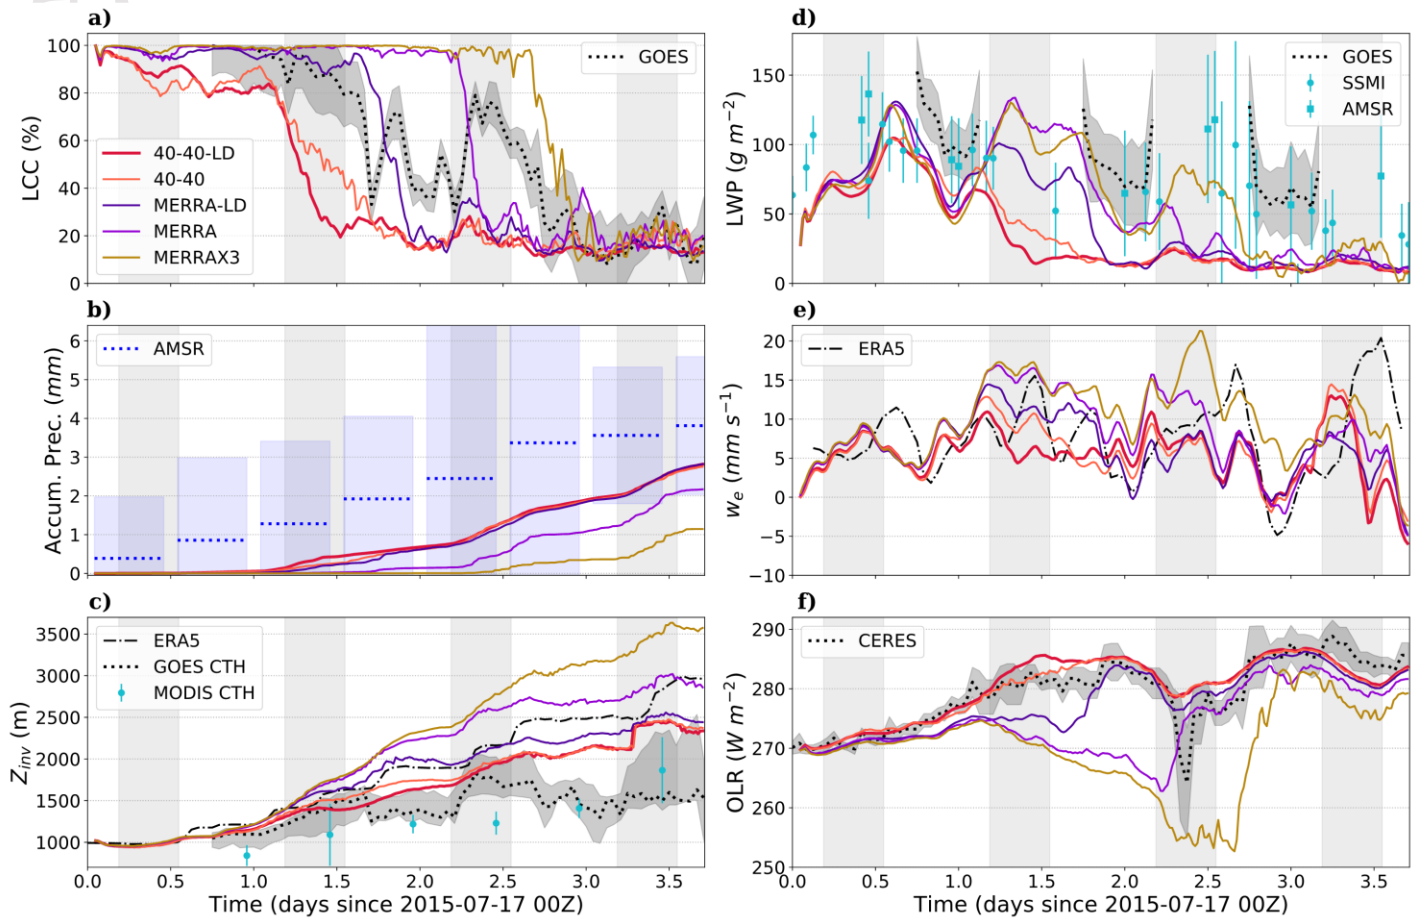 a)
LCC (%)
100
80
60
40
20
0
GOES
40-40-LD
40-40
MERRA-LD
MERRA
MERRAX3
b)
Accum. Prec. (mm)
6
5
4
3
2
1
0
AMSR
c)
Z_inv (m)
3500
3000
2500
2000
1500
1000
ERA5
GOES CTH
MODIS CTH
0.0 0.5 1.0 1.5 2.0 2.5 3.0 3.5
Time (days since 2015-07-17 00Z)
d)
LWP (g m⁻²)
150
100
50
0
GOES
SSMI
AMSR
e)
w_e (mm s⁻¹)
20
15
10
5
0
−5
−10
ERA5
f)
OLR (W m⁻²)
290
280
270
260
250
CERES
0.0 0.5 1.0 1.5 2.0 2.5 3.0 3.5
Time (days since 2015-07-17 00Z)